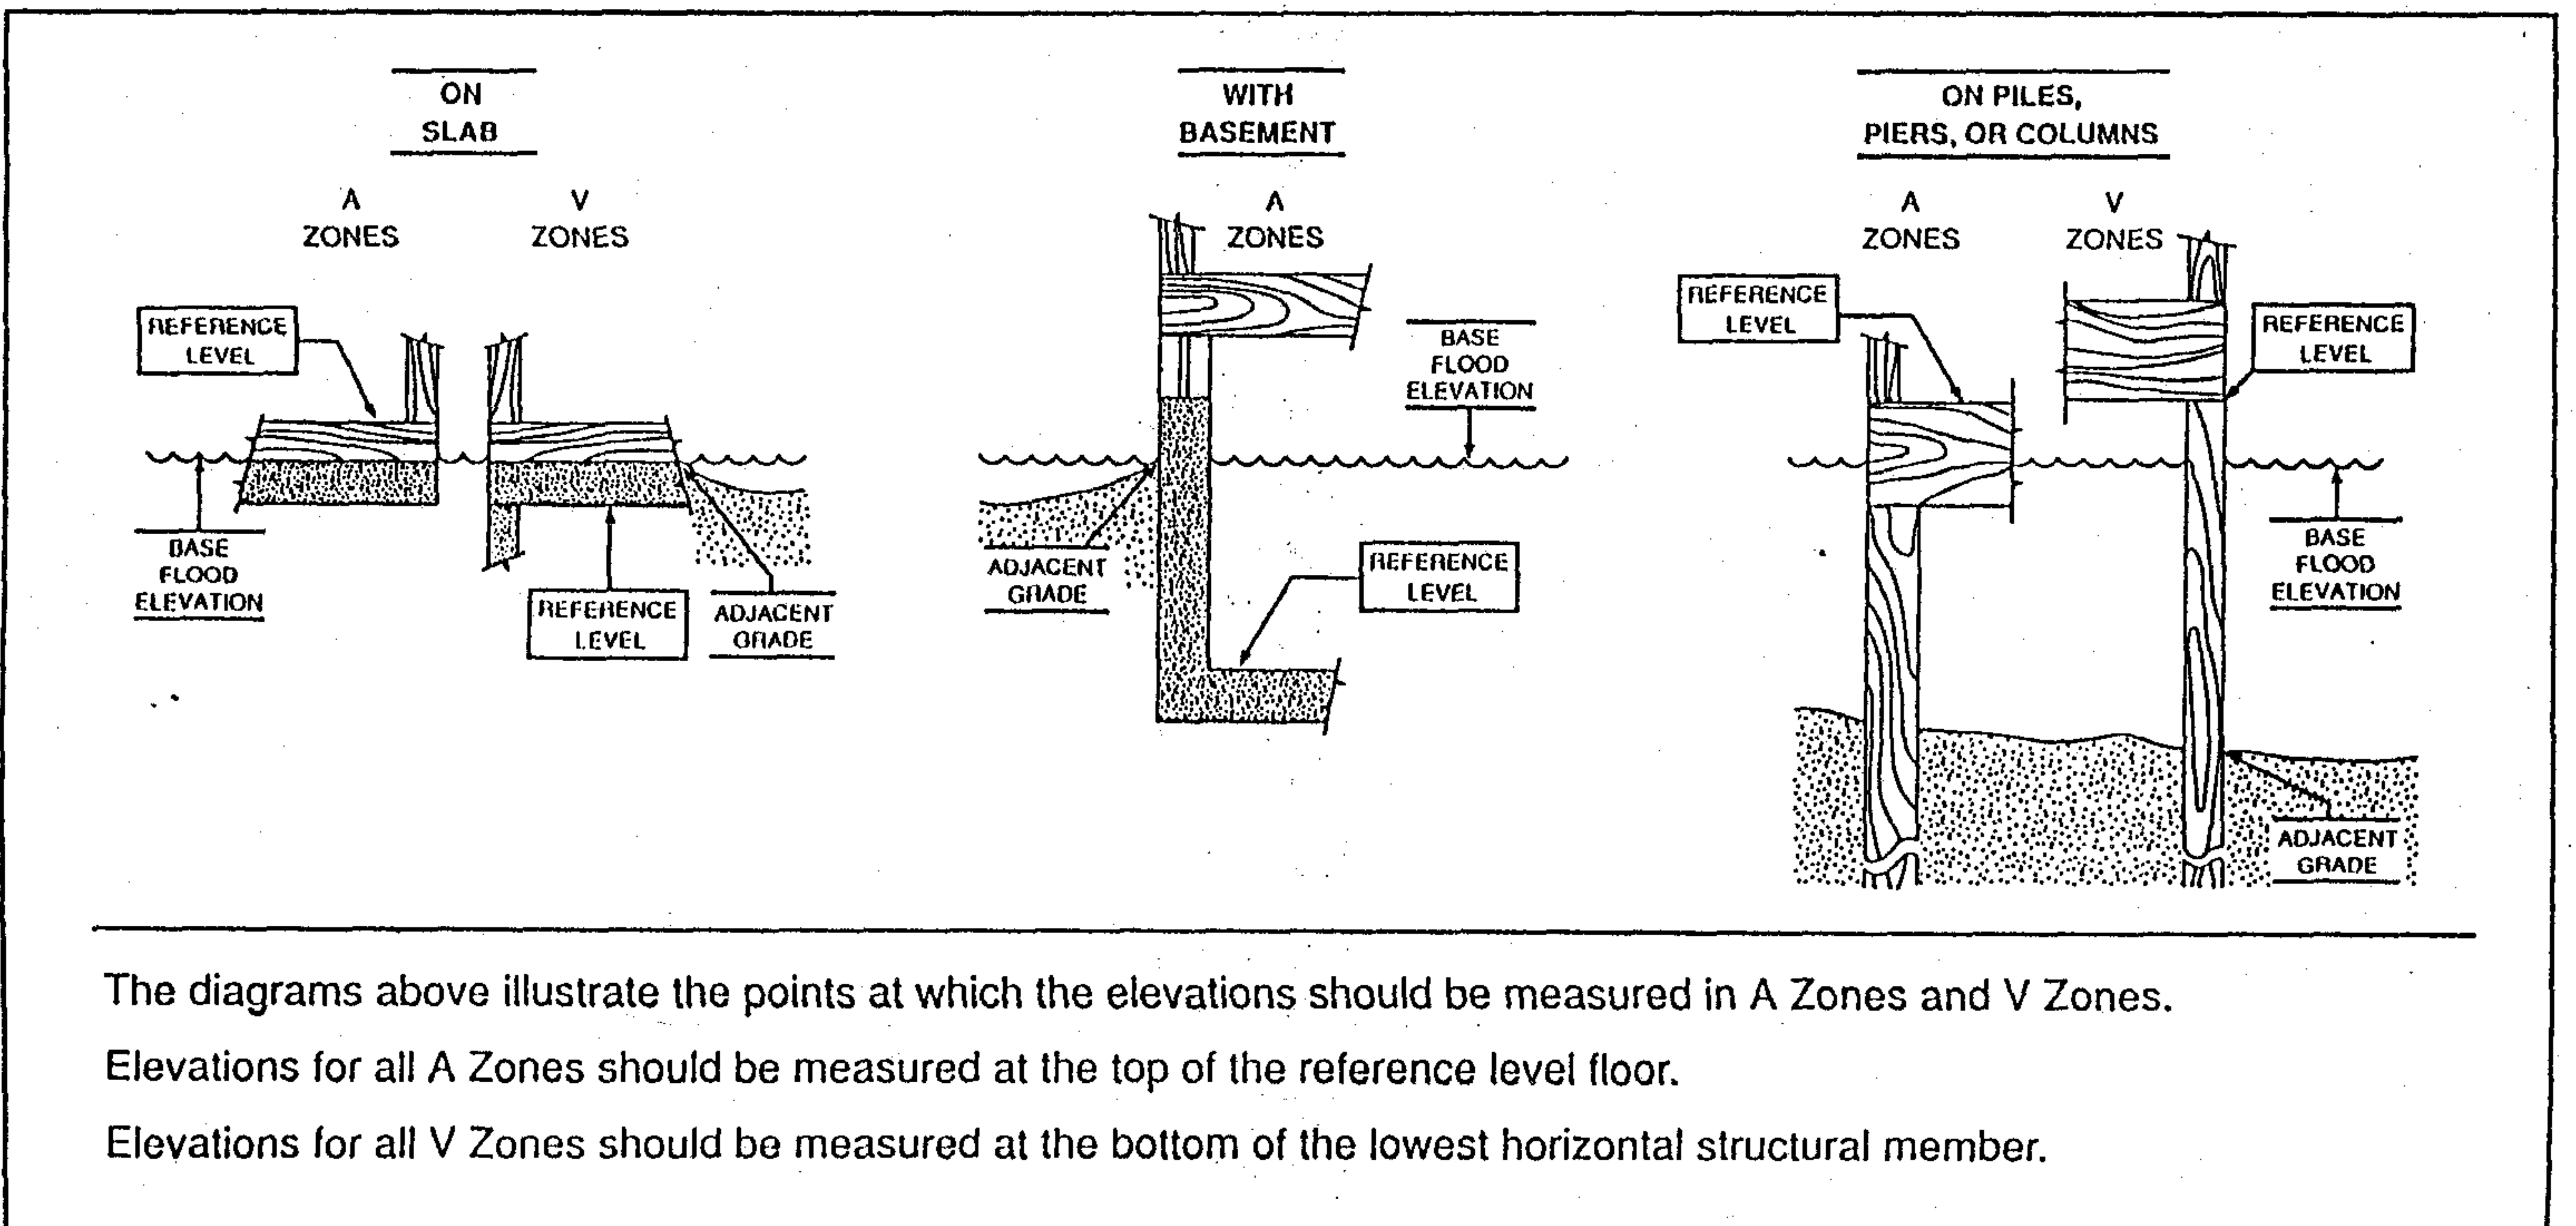 ON
SLAB
A
ZONES
V
ZONES
REFERENCE
LEVEL
BASE
FLOOD
ELEVATION
REFERENCE
LEVEL
ADJACENT
GRADE
WITH
BASEMENT
A
ZONES
BASE
FLOOD
ELEVATION
ADJACENT
GRADE
REFERENCE
LEVEL
ON PILES,
PIERS, OR COLUMNS
A
ZONES
V
ZONES
REFERENCE
LEVEL
REFERENCE
LEVEL
BASE
FLOOD
ELEVATION
ADJACENT
GRADE
The diagrams above illustrate the points at which the elevations should be measured in A Zones and V Zones.
Elevations for all A Zones should be measured at the top of the reference level floor.
Elevations for all V Zones should be measured at the bottom of the lowest horizontal structural member.